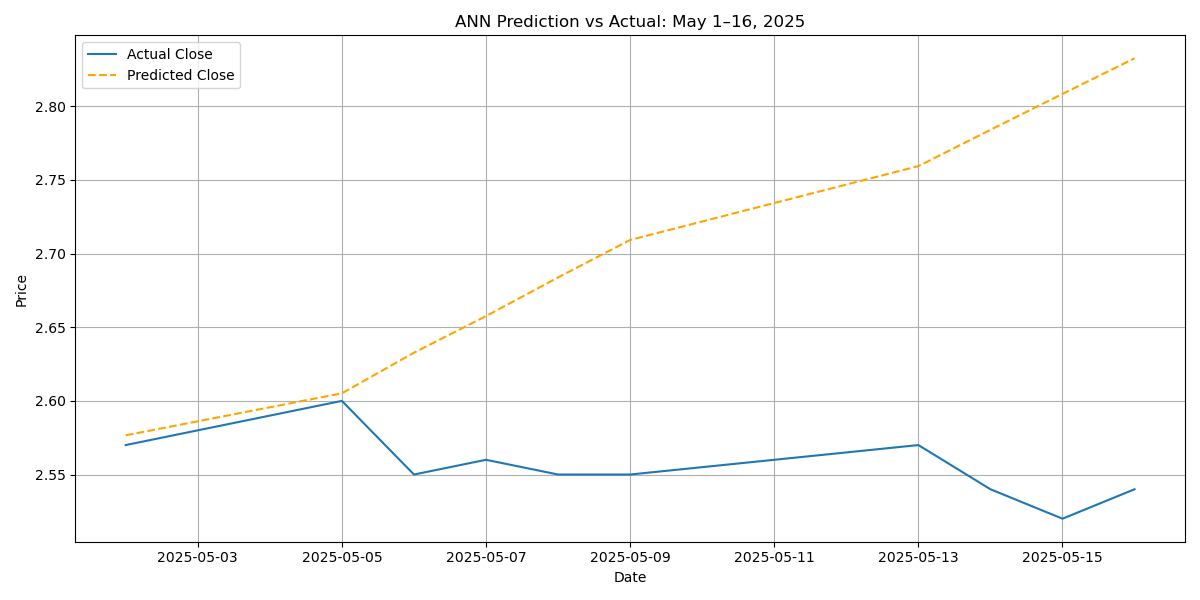 ANN Prediction vs Actual: May 1–16, 2025
Actual Close
Predicted Close
2.80
2.75
2.70
2.65
2.60
2.55
Price
2025-05-03 2025-05-05 2025-05-07 2025-05-09 2025-05-11 2025-05-13 2025-05-15
Date